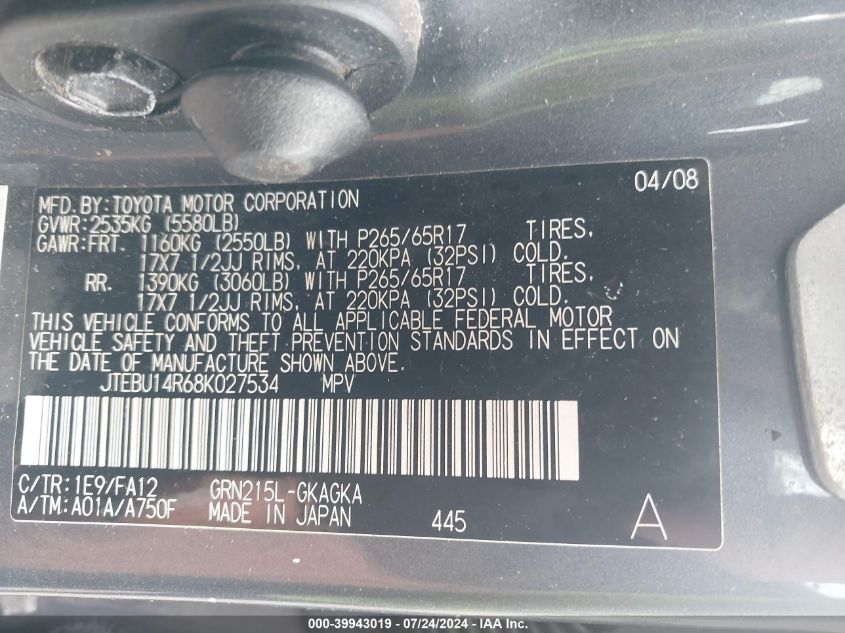 04/08
MFD. BY: TOYOTA MOTOR CORPORATION
GVWR: 2535KG (5580LB)
GAWR: FRT. 1160KG (2550LB) WITH P265/65R17 TIRES,
17X7 1/2JJ RIMS, AT 220KPA (32PSI) COLD.
RR. 1390KG (3060LB) WITH P265/65R17 TIRES,
17X7 1/2JJ RIMS, AT 220KPA (32PSI) COLD.
THIS VEHICLE CONFORMS TO ALL APPLICABLE FEDERAL MOTOR
VEHICLE SAFETY AND THEFT PREVENTION STANDARDS IN EFFECT ON
THE DATE OF MANUFACTURE SHOWN ABOVE.
JTEBU14R68K027534 MPV
C/TR: 1E9/FA12 GRN215L-GKAGKA
A/TM: A01A/A750F MADE IN JAPAN 445 A
000-39943019 - 07/24/2024 - IAA Inc.